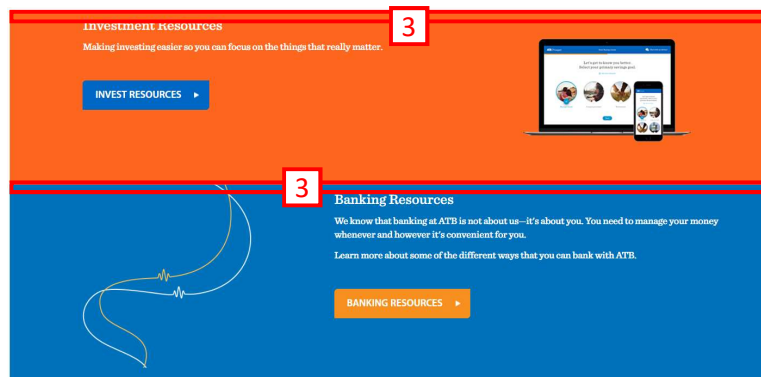 3
Investment Resources
Making investing easier so you can focus on the things that really matter.
INVEST RESOURCES
3
Banking Resources
We know that banking at ATB is not about us—it's about you. You need to manage your money
whenever and however it's convenient for you.
Learn more about some of the different ways that you can bank with ATB.
BANKING RESOURCES